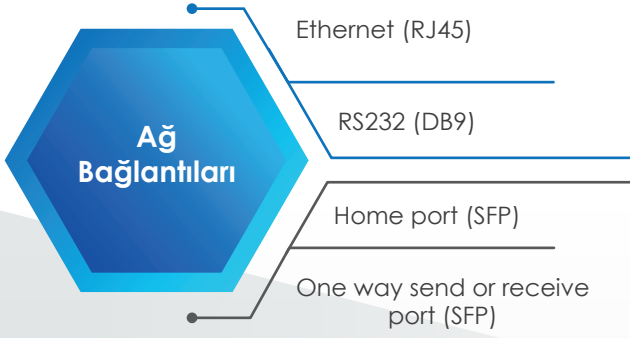 Ethernet (RJ45)
RS232 (DB9)
Ağ
Bağlantıları
Home port (SFP)
One way send or receive
port (SFP)